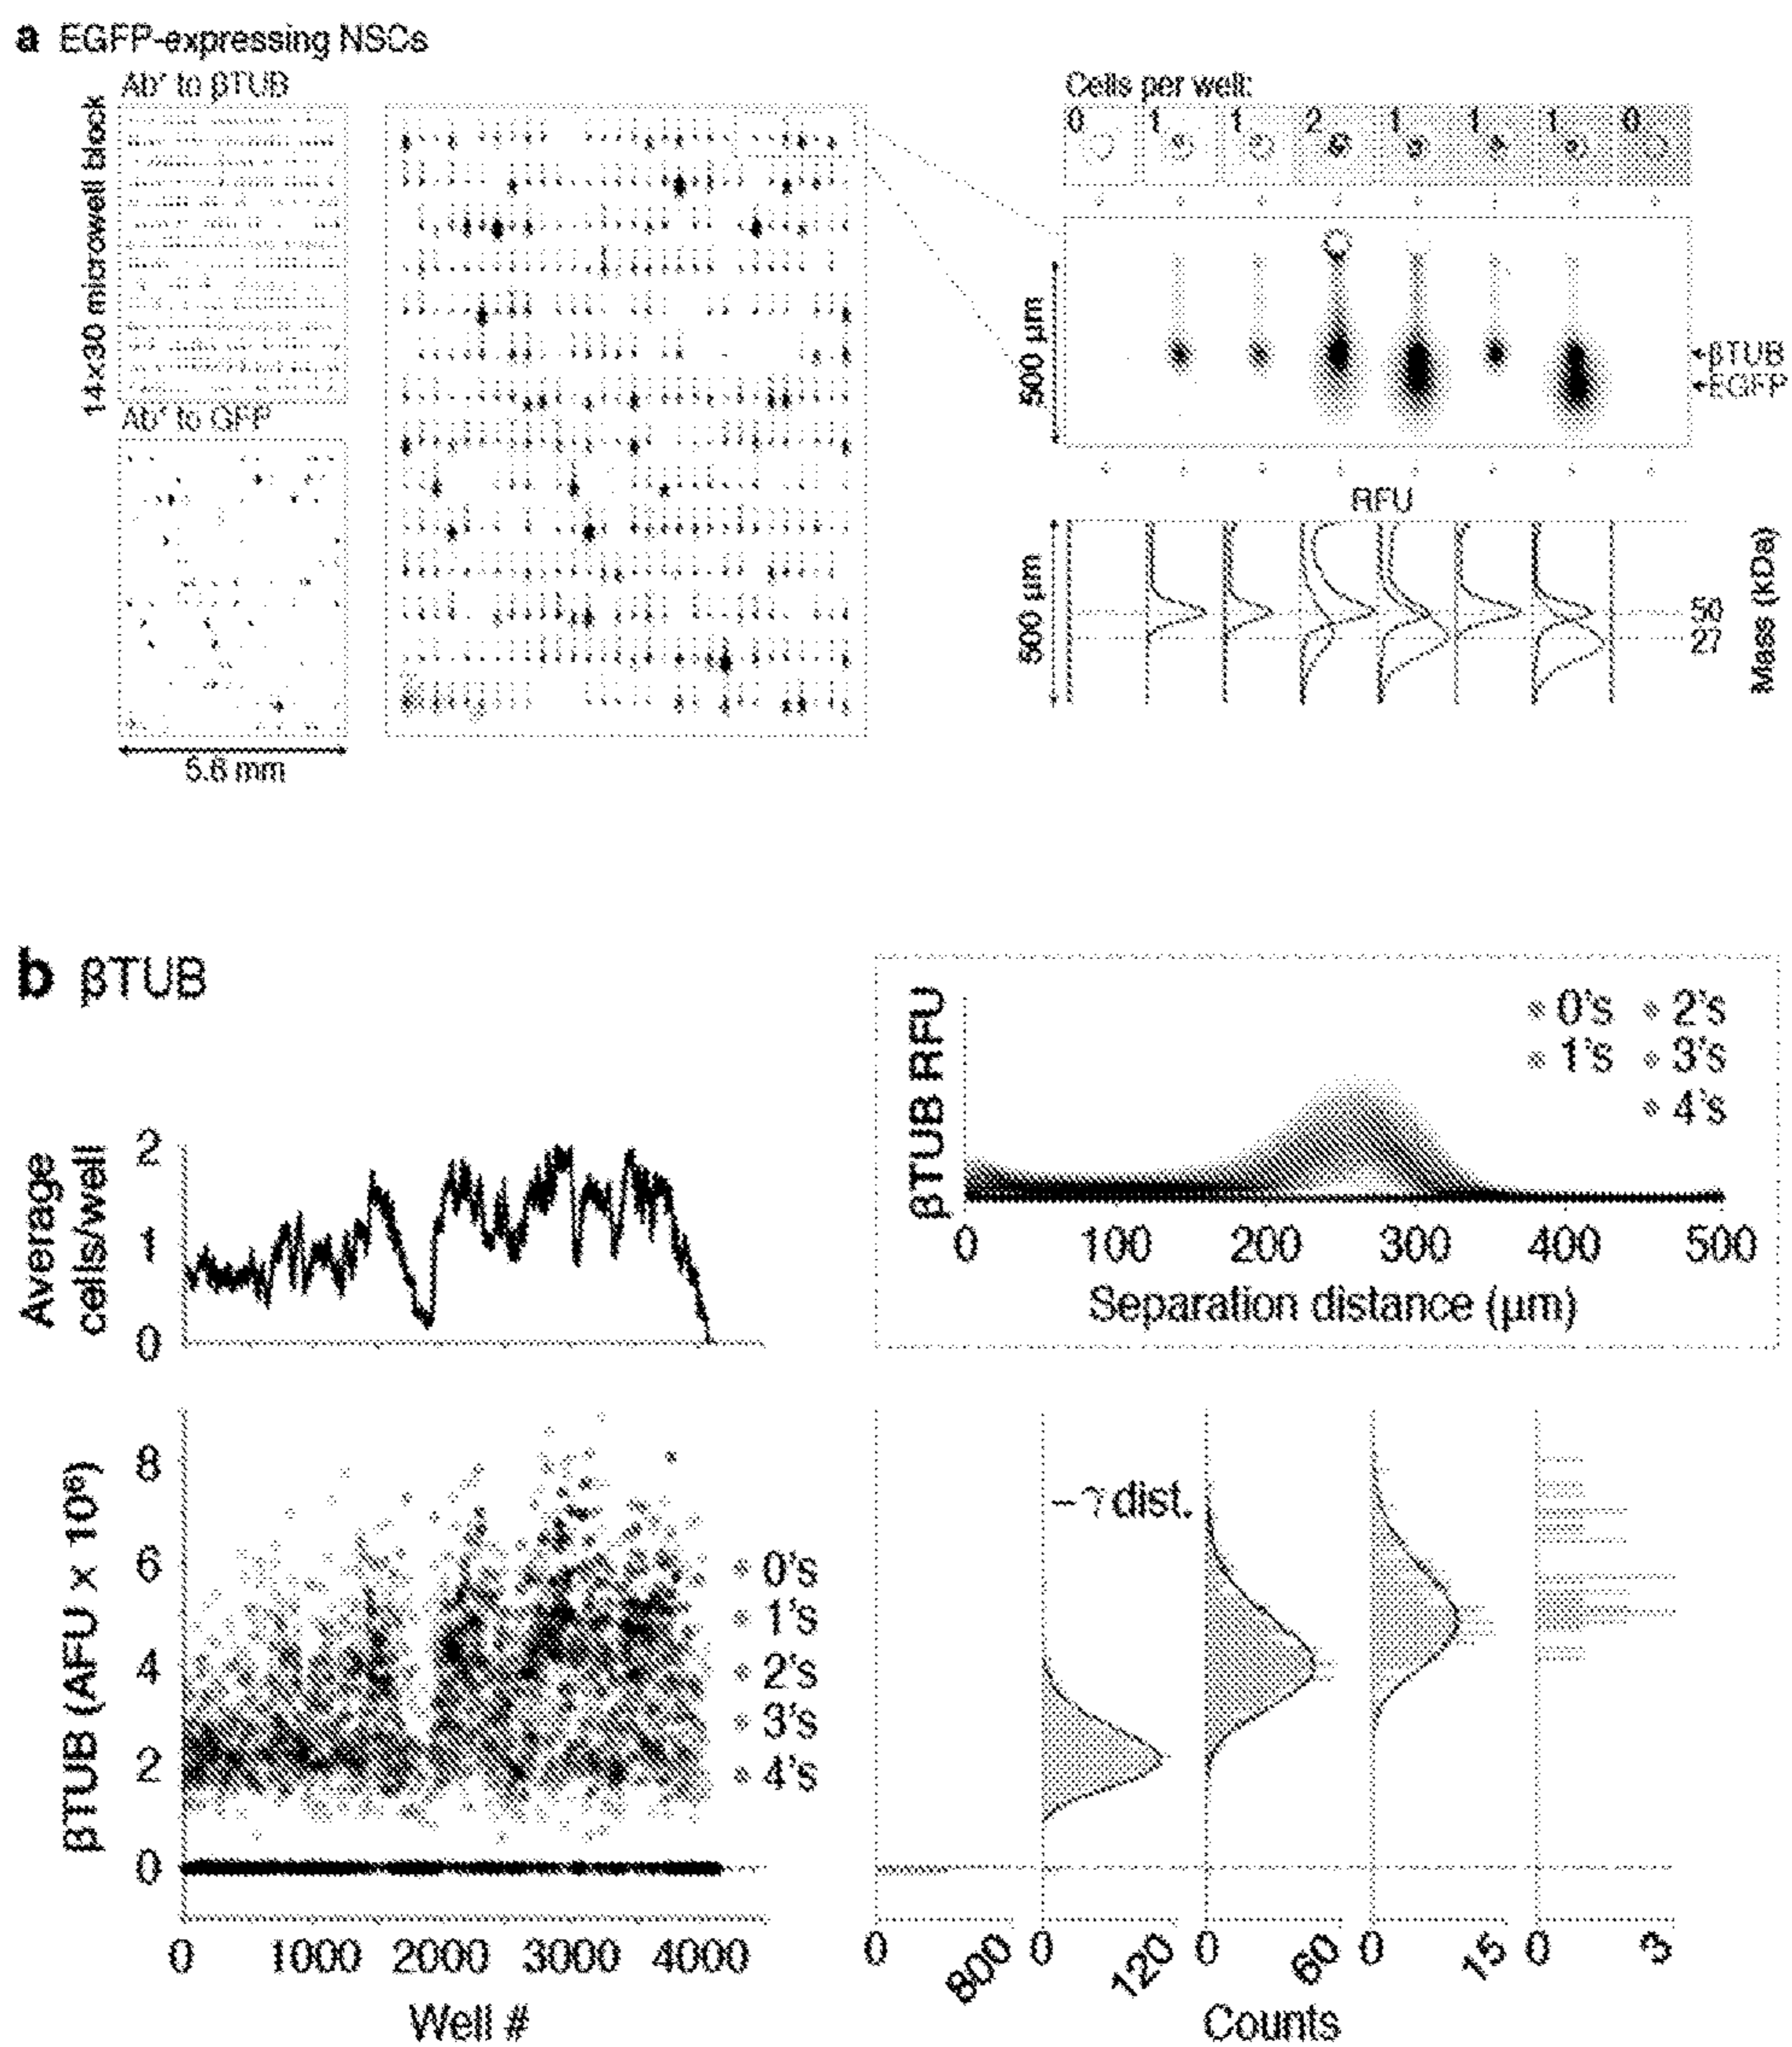 a EGFP-expressing NSCs
Ab* to βTUB
14×30 microwell block
Ab* to GFP
5.6 mm
Cells per well:
0 1 1 2 1 1 1 0
500 µm
βTUB
EGFP
RFU
500 µm
50
27
Mass (kDa)
b βTUB
Average
cells/well
2
1
0
βTUB RFU
0's 2's
1's 3's
4's
0 100 200 300 400 500
Separation distance (µm)
βTUB (AFU x 10⁶)
8
6
4
2
0
0's
1's
2's
3's
4's
0 1000 2000 3000 4000
Well #
– γ dist.
0 800 0 120 0 60 0 15 0 3
Counts